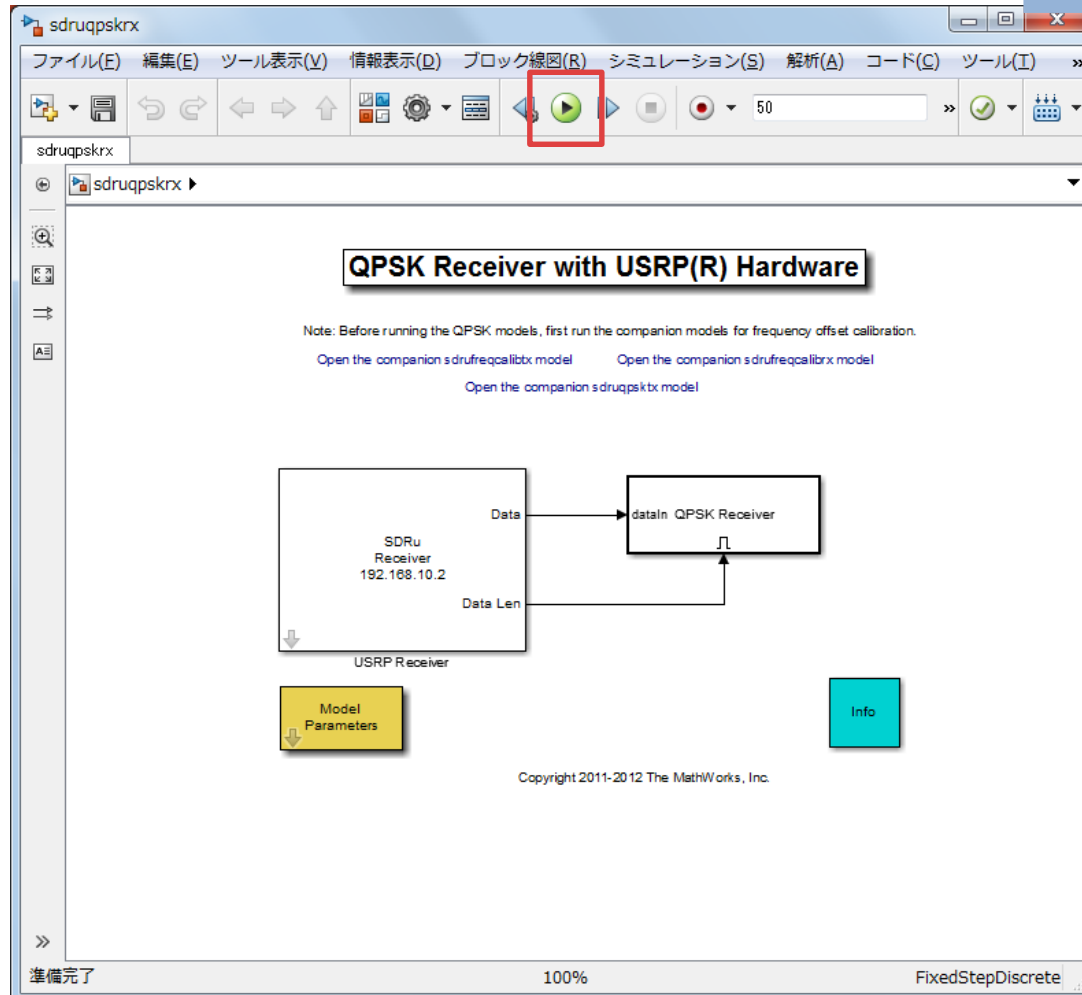 sdruqpskrx
ファイル(F) 編集(E) ツール表示(V) 情報表示(D) ブロック線図(R) シミュレーション(S) 解析(A) コード(C) ツール(T) »
50 »
sdruqpskrx
sdruqpskrx
QPSK Receiver with USRP(R) Hardware
Note: Before running the QPSK models, first run the companion models for frequency offset calibration.
Open the companion sdrufreqcalibtx model Open the companion sdrufreqcalibrx model
Open the companion sdruqpsktx model
Data
dataIn QPSK Receiver
SDRu
Receiver
192.168.10.2
Data Len
USRP Receiver
Model
Parameters
Info
Copyright 2011-2012 The MathWorks, Inc.
»
準備完了 100% FixedStepDiscrete